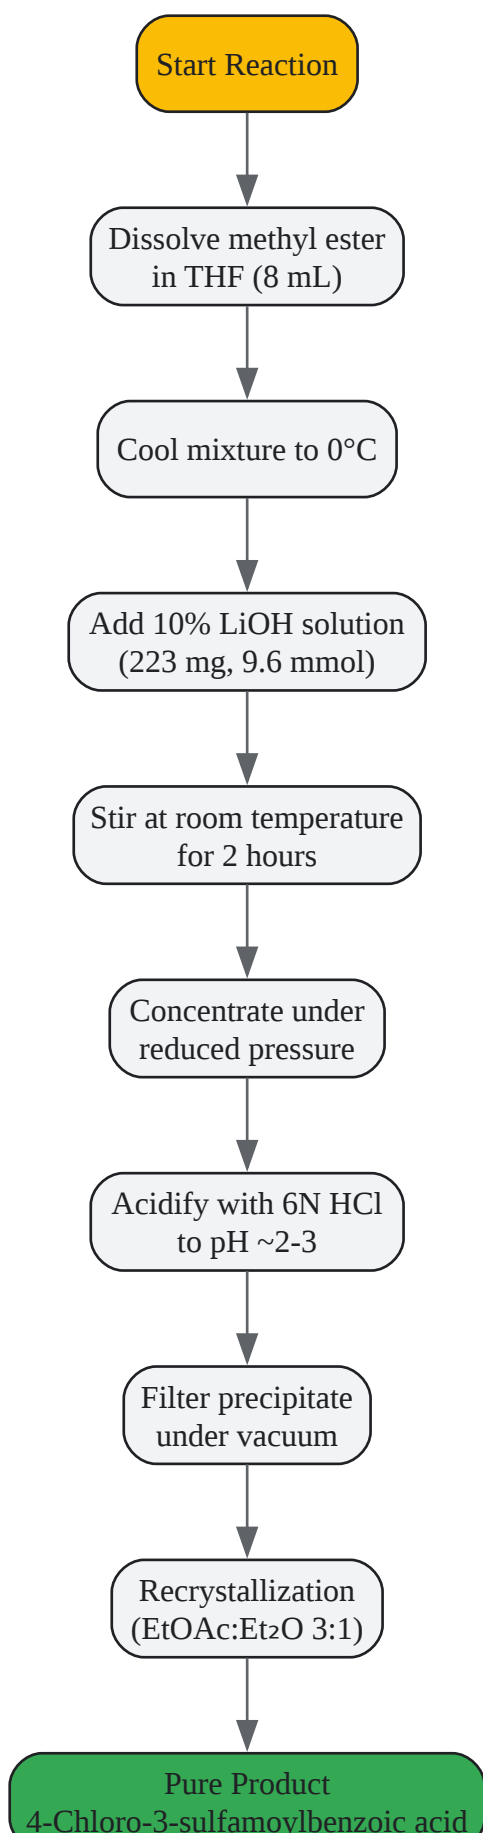 Start Reaction
Dissolve methyl ester
in THF (8 mL)
Cool mixture to 0°C
Add 10% LiOH solution
(223 mg, 9.6 mmol)
Stir at room temperature
for 2 hours
Concentrate under
reduced pressure
Acidify with 6N HCl
to pH ~2-3
Filter precipitate
under vacuum
Recrystallization
(EtOAc:Et₂O 3:1)
Pure Product
4-Chloro-3-sulfamoylbenzoic acid